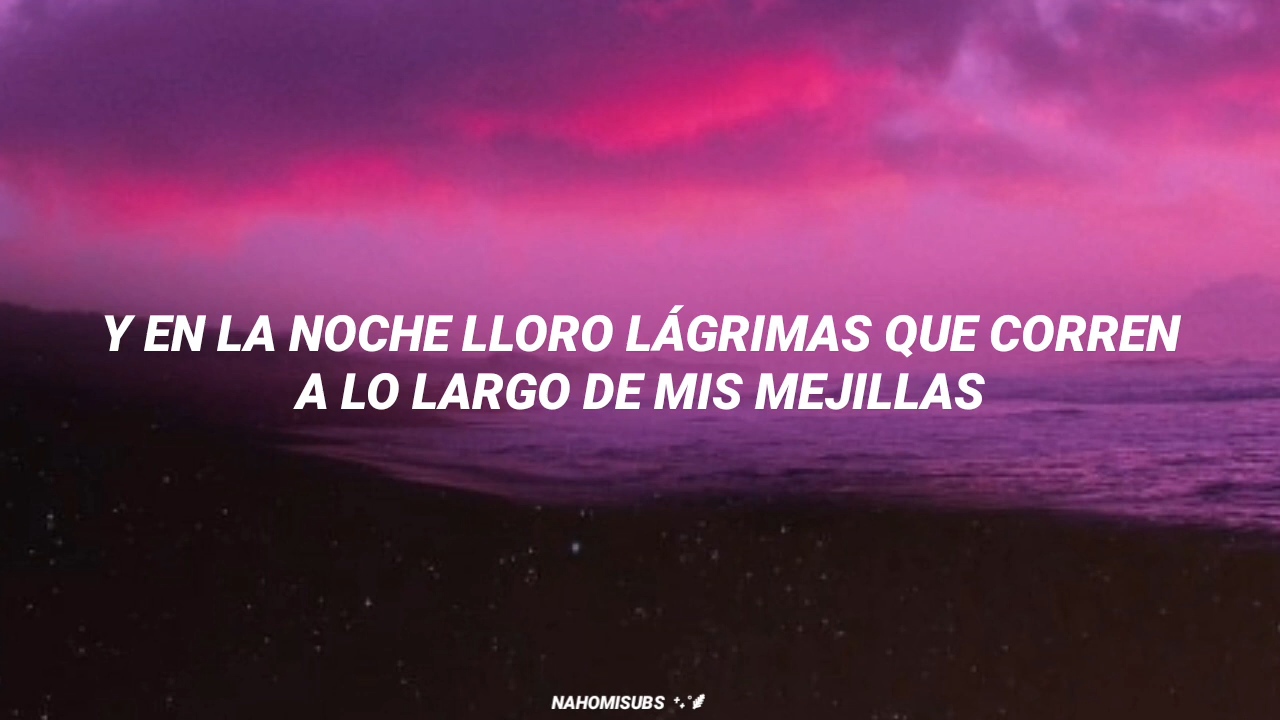 Y EN LA NOCHE LLORO LÁGRIMAS QUE CORREN
A LO LARGO DE MIS MEJILLAS
NAHOMISUBS